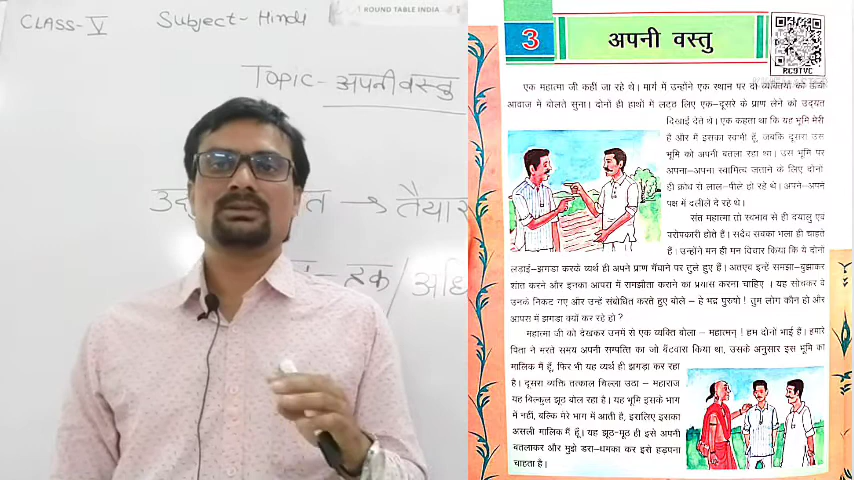 CLASS-V
Subject-Hindi
ROUND TABLE INDIA
Topic- अपनी वस्तु
त → तैयार
हक / अधि
3
अपनी वस्तु
RC9TVC
एक महात्मा जी कहीं जा रहे थे। मार्ग में उन्होंने एक स्थान पर दो व्यक्तियों को ऊँची
आवाज में बोलते सुना। दोनों ही हाथों में लट्ठ लिए एक-दूसरे के प्राण लेने को उद्यत
दिखाई देते थे। एक कहता था कि यह भूमि मेरी
है और मैं इसका स्वामी हूँ, जबकि दूसरा उस
भूमि को अपनी बतला रहा था। उस भूमि पर
अपना-अपना स्वामित्व जताने के लिए दोनों
ही क्रोध से लाल-पीले हो रहे थे। अपने-अपने
पक्ष में दलीलें दे रहे थे।
संत महात्मा तो स्वभाव से ही दयालु एवं
परोपकारी होते हैं। सदैव सबका भला ही चाहते
हैं। उन्होंने मन ही मन विचार किया कि ये दोनों
लडाई-झगडा करके व्यर्थ ही अपने प्राण गँवाने पर तुले हुए हैं। अतएव इन्हें समझा-बुझाकर
शांत करने और इनका आपस में समझौता कराने का प्रयास करना चाहिए । यह सोचकर वे
उनके निकट गए और उन्हें संबोधित करते हुए बोले – हे भद्र पुरुषो ! तुम लोग कौन हो और
आपस में झगडा क्यों कर रहे हो ?
महात्मा जी को देखकर उनमें से एक व्यक्ति बोला – महात्मन् ! हम दोनों भाई हैं। हमारे
पिता ने मरते समय अपनी सम्पत्ति का जो बँटवारा किया था, उसके अनुसार इस भूमि का
मालिक मैं हूँ, फिर भी यह व्यर्थ ही झगडा कर रहा
है। दूसरा व्यक्ति तत्काल चिल्ला उठा – महाराज
यह बिल्कुल झूठ बोल रहा है। यह भूमि इसके भाग
में नहीं, बल्कि मेरे भाग में आती है, इसलिए इसका
असली मालिक मैं हूँ। यह झूठ-मूठ ही इसे अपनी
बतलाकर और मुझे डरा-धमका कर इसे हडपना
चाहता है।